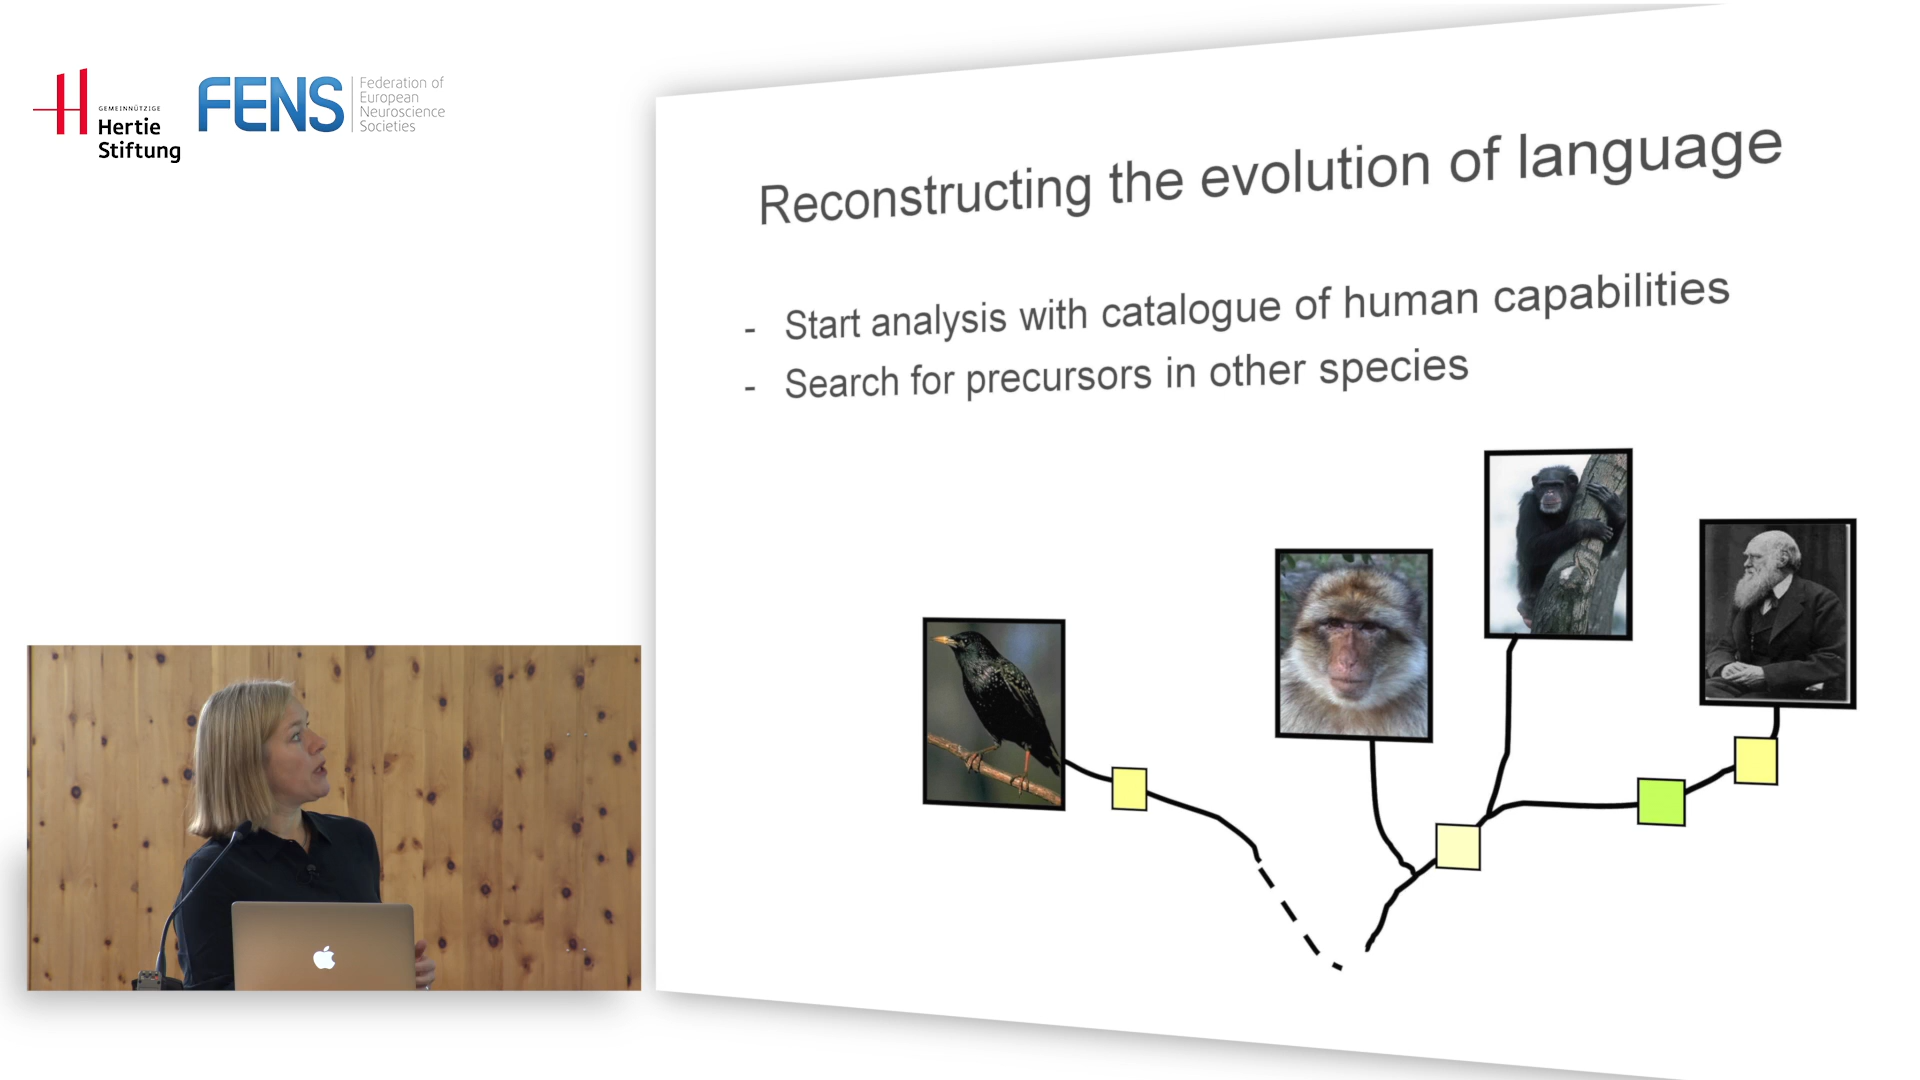 GEMEINNÜTZIGE
Hertie
Stiftung
FENS
Federation of
European
Neuroscience
Societies
Reconstructing the evolution of language
- Start analysis with catalogue of human capabilities
- Search for precursors in other species